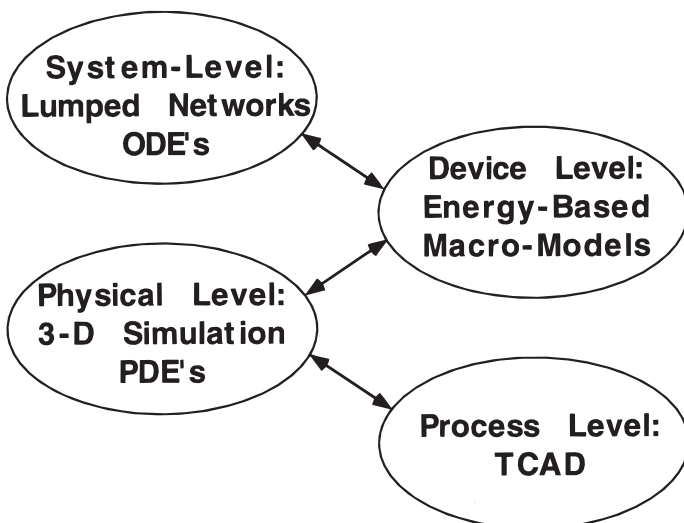 System-Level:
Lumped Networks
ODE's
Device Level:
Energy-Based
Macro-Models
Physical Level:
3-D Simulation
PDE's
Process Level:
TCAD